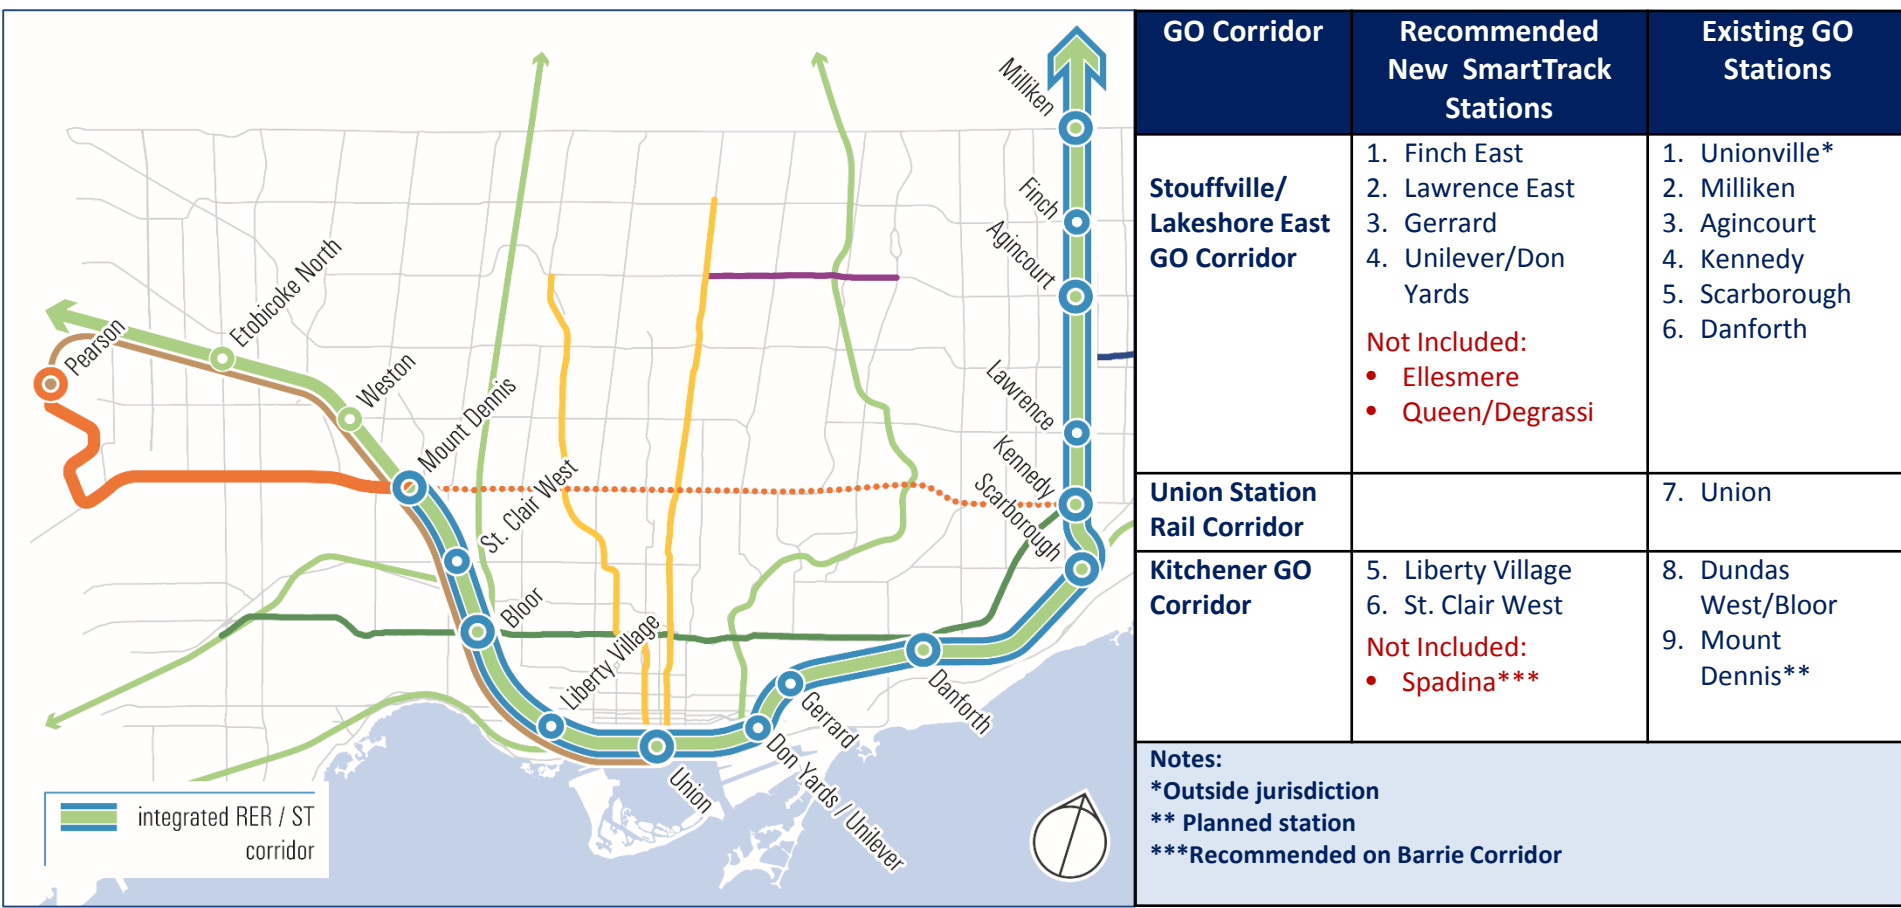 Milliken
Finch
Agincourt
Lawrence
Kennedy
Scarborough
Etobicoke North
Pearson
Weston
Mount Dennis
St. Clair West
Bloor
Liberty Village
Union
Don Yards / Unilever
Gerrard
Danforth
integrated RER / ST
corridor
GO Corridor
Recommended
New SmartTrack
Stations
Existing GO
Stations
Stouffville/
Lakeshore East
GO Corridor
1. Finch East
2. Lawrence East
3. Gerrard
4. Unilever/Don
Yards
Not Included:
• Ellesmere
• Queen/Degrassi
1. Unionville*
2. Milliken
3. Agincourt
4. Kennedy
5. Scarborough
6. Danforth
Union Station
Rail Corridor
7. Union
Kitchener GO
Corridor
5. Liberty Village
6. St. Clair West
Not Included:
• Spadina***
8. Dundas
West/Bloor
9. Mount
Dennis**
Notes:
*Outside jurisdiction
** Planned station
***Recommended on Barrie Corridor